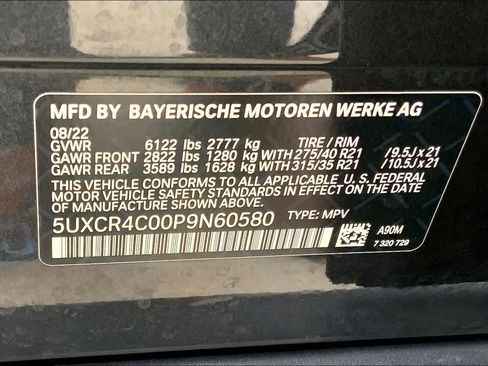 MFD BY BAYERISCHE MOTOREN WERKE AG
08/22
GVWR 6122 lbs 2777 kg TIRE / RIM
GAWR FRONT 2822 lbs 1280 kg WITH 275/40 R21 /9.5J x 21
GAWR REAR 3589 lbs 1628 kg WITH 315/35 R21 /10.5J x 21
THIS VEHICLE CONFORMS TO ALL APPLICABLE U. S. FEDERAL
MOTOR VEHICLE SAFETY STANDARDS IN EFFECT ON THE DATE
OF MANUFACTURE SHOWN ABOVE.
5UXCR4C00P9N60580 TYPE: MPV
A90M
7 320 729